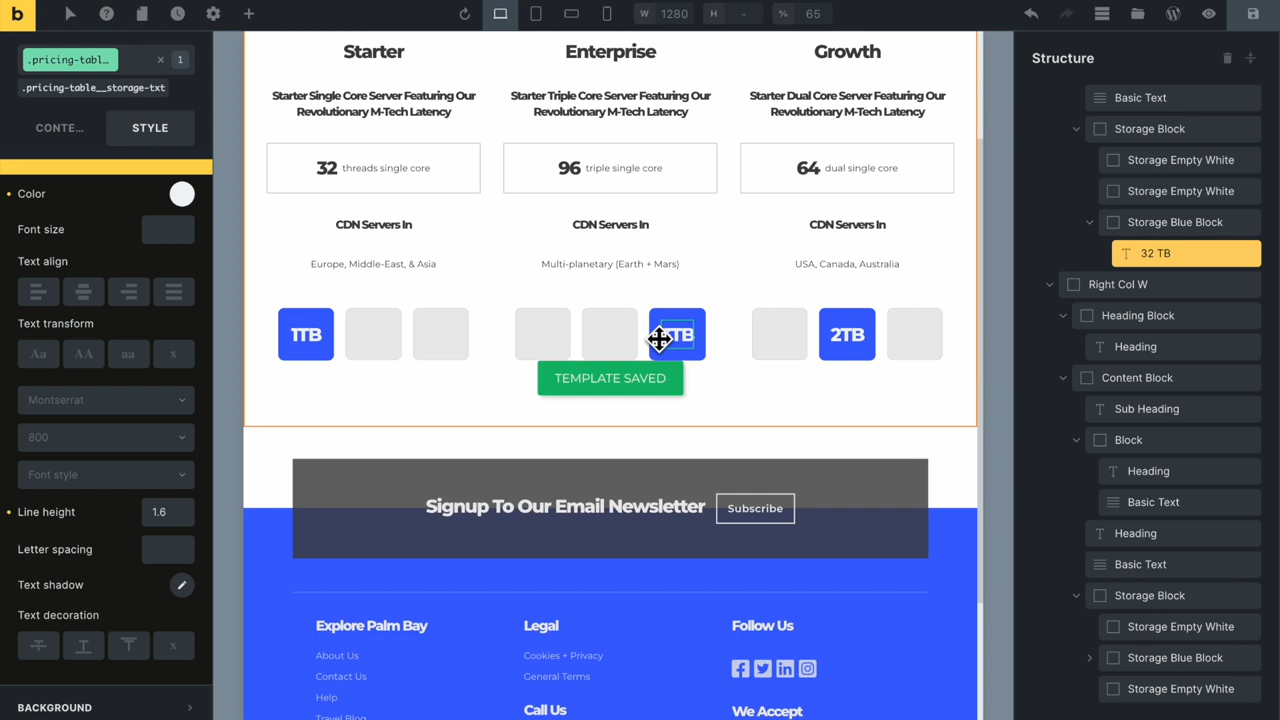 b
W 1280
H -
% 65
.pricing-tabl...
× 1
.pricing-table__storage-txt
CONTE...
STYLE
Color
Font size
Text align
Text transform
Aa
AA
aa
x
Montserrat
800
Font style
Line height
1.6
Letter spacing
Text shadow
Text decoration
x
BACKGROUND
Starter
Enterprise
Growth
Starter Single Core Server Featuring Our
Revolutionary M-Tech Latency
Starter Triple Core Server Featuring Our
Revolutionary M-Tech Latency
Starter Dual Core Server Featuring Our
Revolutionary M-Tech Latency
32 threads single core
96 triple single core
64 dual single core
CDN Servers In
CDN Servers In
CDN Servers In
Europe, Middle-East, & Asia
Multi-planetary (Earth + Mars)
USA, Canada, Australia
1TB
TB
2TB
TEMPLATE SAVED
Signup To Our Email Newsletter
Subscribe
Explore Palm Bay
Legal
Follow Us
About Us
Cookies + Privacy
Contact Us
General Terms
Help
Travel Blog
Call Us
We Accept
Structure
Basic Text
Storage Block
Storage Empty White
Storage Empty White
Storage Blue Block
32 TB
Right Col W
Heading Block
Heading
Content Block
Sub Heading
Block
Heading
Basic Text
Heading
Basic Text
Storage Block
Storage Empty White
Storage Blue Block
Storage Empty White